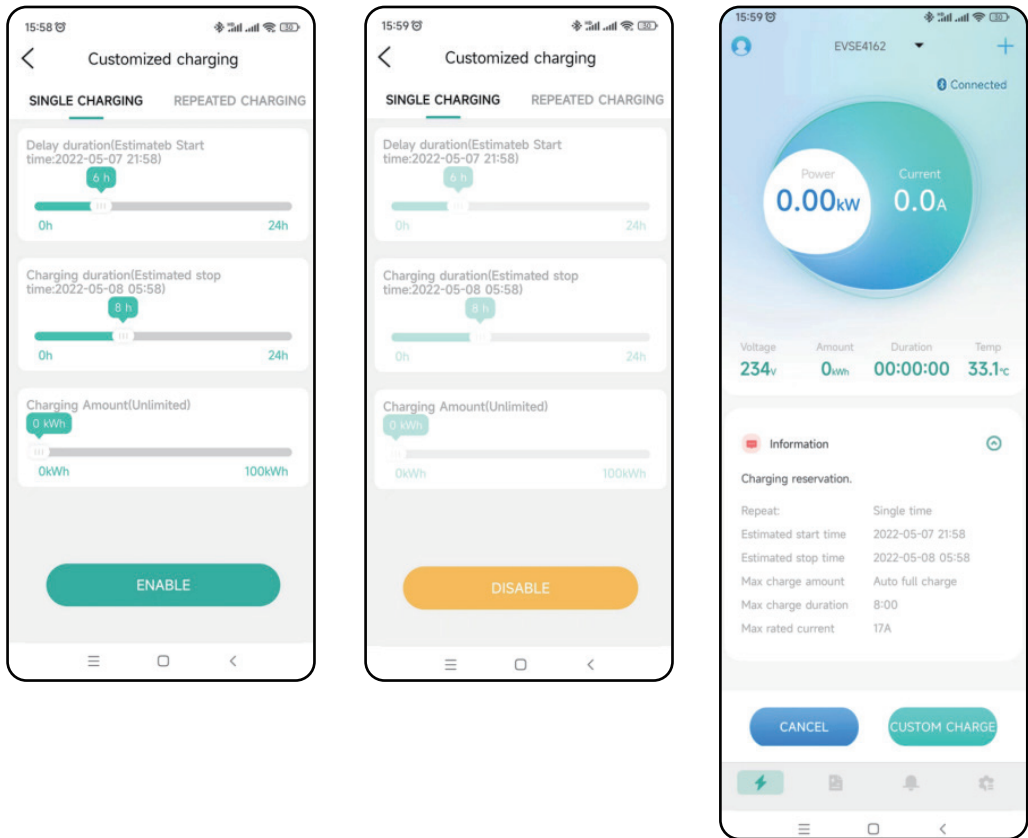 15:58
30
Customized charging
SINGLE CHARGING
REPEATED CHARGING
Delay duration(Estimateb Start
time:2022-05-07 21:58)
6 h
0h
24h
Charging duration(Estimated stop
time:2022-05-08 05:58)
8 h
0h
24h
Charging Amount(Unlimited)
0 kWh
0kWh
100kWh
ENABLE
15:59
30
Customized charging
SINGLE CHARGING
REPEATED CHARGING
Delay duration(Estimateb Start
time:2022-05-07 21:58)
6 h
0h
24h
Charging duration(Estimated stop
time:2022-05-08 05:58)
8 h
0h
24h
Charging Amount(Unlimited)
0 kWh
0kWh
100kWh
DISABLE
15:59
30
EVSE4162
Connected
Power
Current
0.00kW
0.0A
Voltage
Amount
Duration
Temp
234v
0kWh
00:00:00
33.1℃
Information
Charging reservation.
Repeat: Single time
Estimated start time 2022-05-07 21:58
Estimated stop time 2022-05-08 05:58
Max charge amount Auto full charge
Max charge duration 8:00
Max rated current 17A
CANCEL
CUSTOM CHARGE